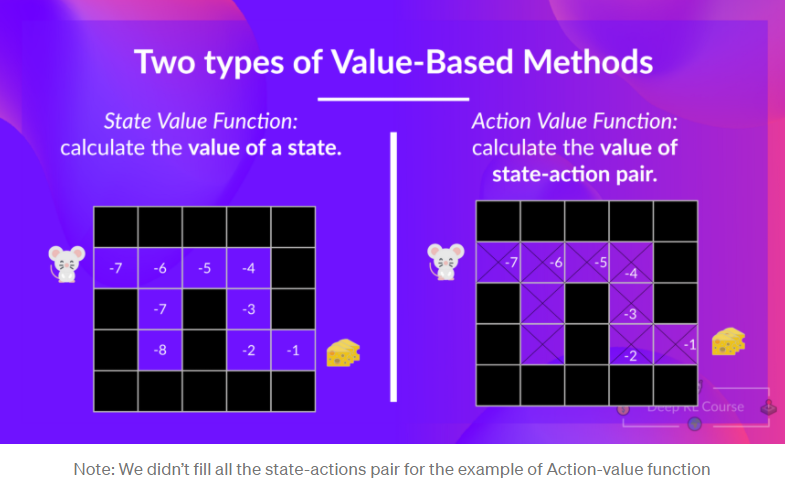 Two types of Value-Based Methods
State Value Function:
calculate the value of a state.
-7 -6 -5 -4
-7 -3
-8 -2 -1
Action Value Function:
calculate the value of
state-action pair.
-7 -6 -5
-4
-3
-1
-2
Deep RL Course
Note: We didn't fill all the state-actions pair for the example of Action-value function